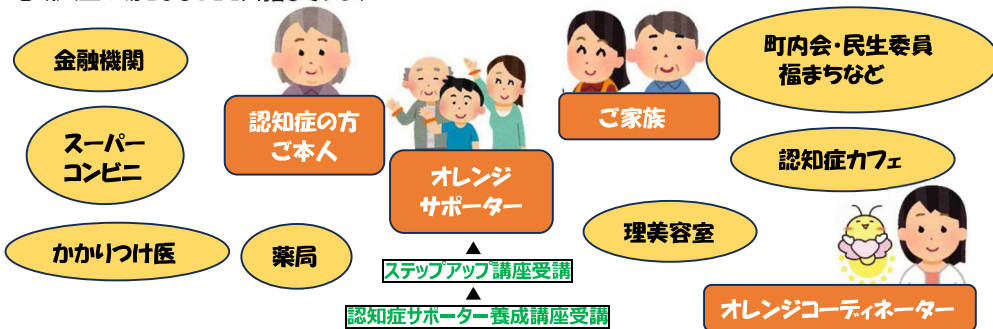 金融機関
町内会・民生委員
福まちなど
認知症の方
ご本人
ご家族
スーパー
コンビニ
オレンジ
サポーター
認知症カフェ
かかりつけ医
薬局
理美容室
▲
ステップアップ講座受講
▲
認知症サポーター養成講座受講
オレンジコーディネーター